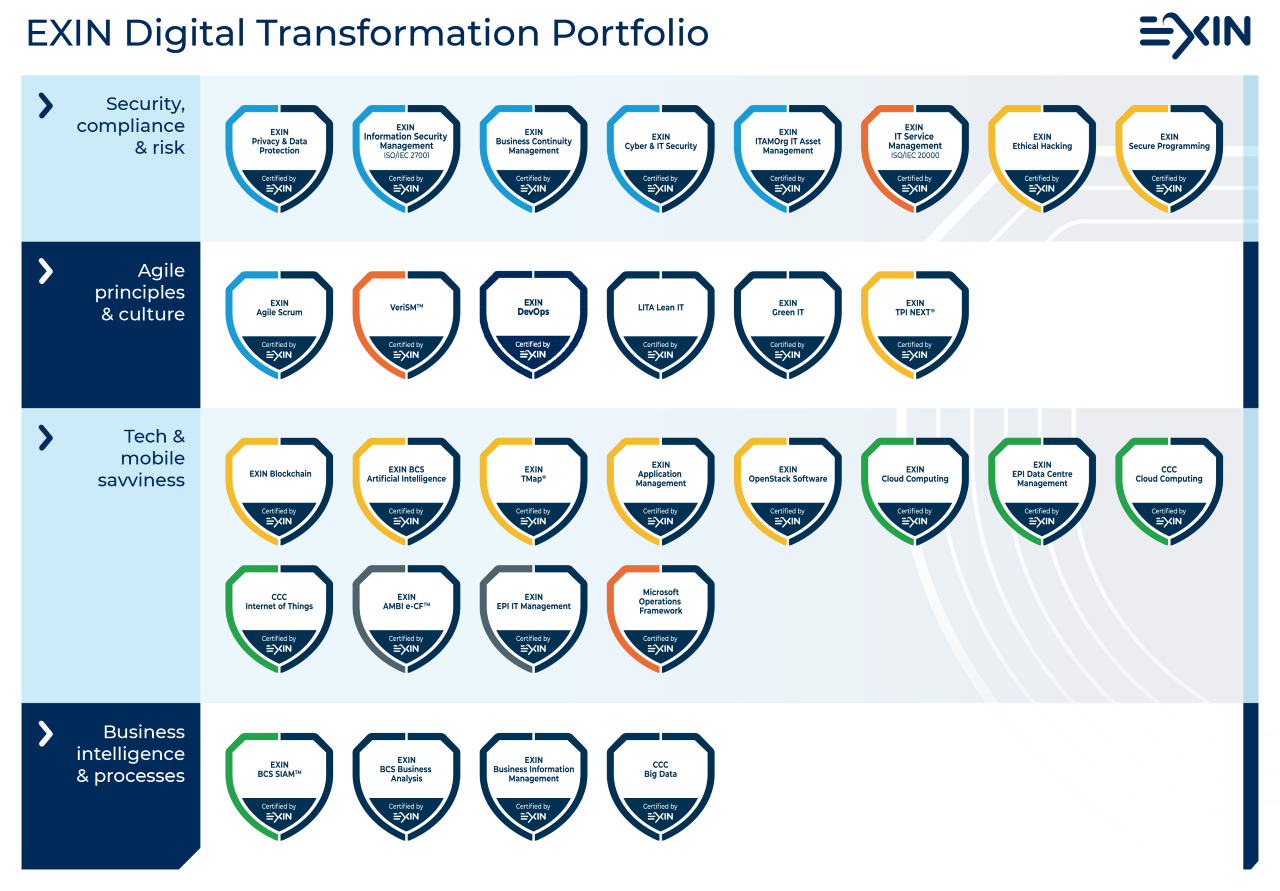 EXIN Digital Transformation Portfolio
EXIN
Security,
compliance
& risk
EXIN
Privacy & Data
Protection
Certified by
EXIN
EXIN
Information Security
Management
ISO/IEC 27001
Certified by
EXIN
EXIN
Business Continuity
Management
Certified by
EXIN
EXIN
Cyber & IT Security
Certified by
EXIN
EXIN
ITAMOrg IT Asset
Management
Certified by
EXIN
EXIN
IT Service
Management
ISO/IEC 20000
Certified by
EXIN
EXIN
Ethical Hacking
Certified by
EXIN
EXIN
Secure Programming
Certified by
EXIN
Agile
principles
& culture
EXIN
Agile Scrum
Certified by
EXIN
VeriSM™
Certified by
EXIN
EXIN
DevOps
Certified by
EXIN
LITA Lean IT
Certified by
EXIN
EXIN
Green IT
Certified by
EXIN
EXIN
TPI NEXT®
Certified by
EXIN
Tech &
mobile
savviness
EXIN Blockchain
Certified by
EXIN
EXIN BCS
Artificial Intelligence
Certified by
EXIN
EXIN
TMap®
Certified by
EXIN
EXIN
Application
Management
Certified by
EXIN
EXIN
OpenStack Software
Certified by
EXIN
EXIN
Cloud Computing
Certified by
EXIN
EXIN
EPI Data Centre
Management
Certified by
EXIN
CCC
Cloud Computing
Certified by
EXIN
CCC
Internet of Things
Certified by
EXIN
EXIN
AMBI e-CF™
Certified by
EXIN
EXIN
EPI IT Management
Certified by
EXIN
Microsoft
Operations
Framework
Certified by
EXIN
Business
intelligence
& processes
EXIN
BCS SIAM™
Certified by
EXIN
EXIN
BCS Business
Analysis
Certified by
EXIN
EXIN
Business Information
Management
Certified by
EXIN
CCC
Big Data
Certified by
EXIN